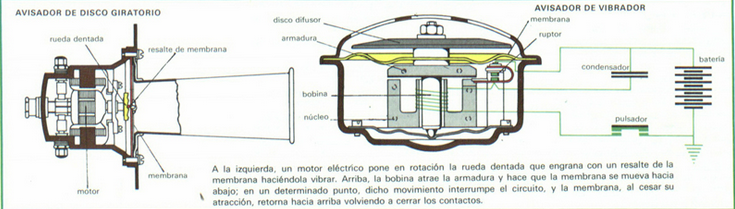 AVISADOR DE DISCO GIRATORIO
rueda dentada
resalte de membrana
membrana
motor
AVISADOR DE VIBRADOR
disco difusor
armadura
membrana
ruptor
bobina
núcleo
condensador
batería
pulsador
A la izquierda, un motor eléctrico pone en rotación la rueda dentada que engrana con un resalte de la
membrana haciéndola vibrar. Arriba, la bobina atrae la armadura y hace que la membrana se mueva hacia
abajo; en un determinado punto, dicho movimiento interrumpe el circuito, y la membrana, al cesar su
atracción, retorna hacia arriba volviendo a cerrar los contactos.